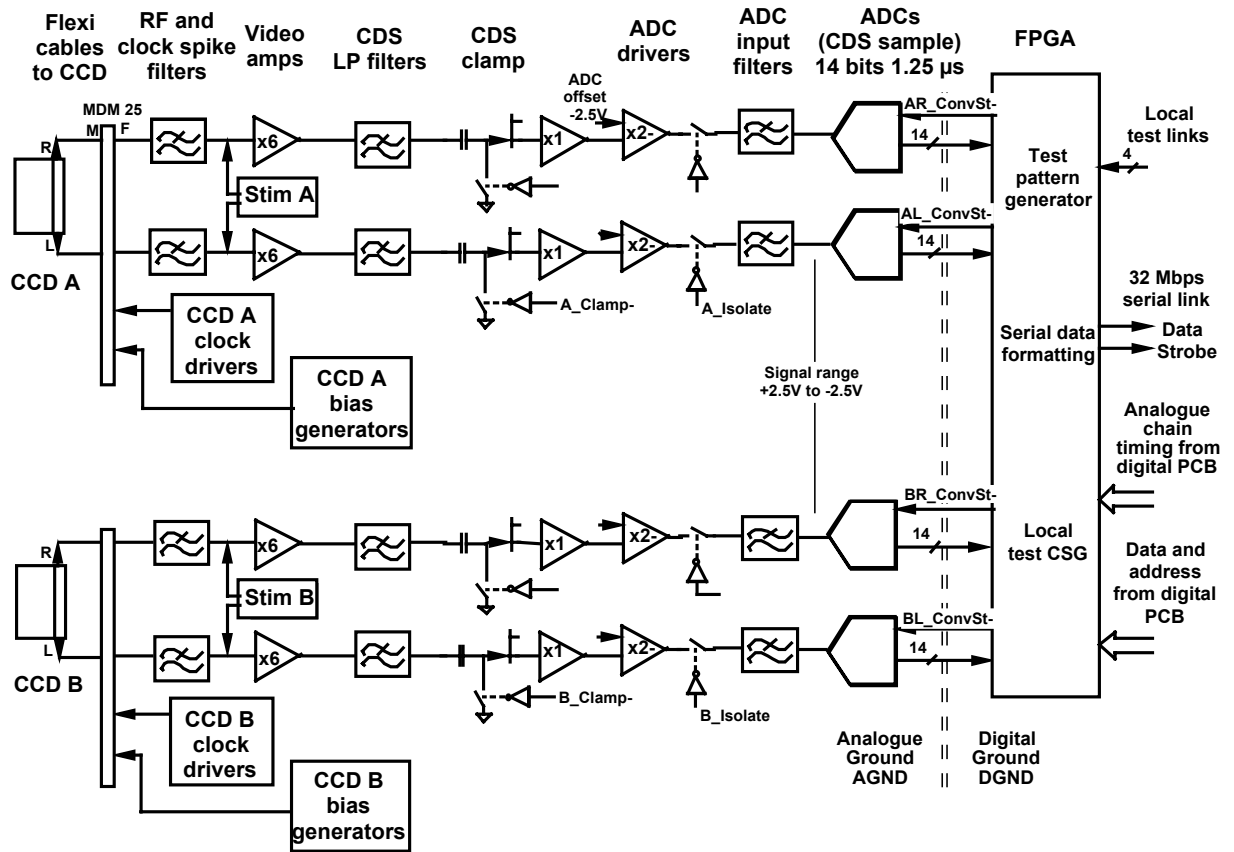 Flexi
cables
to CCD
RF and
clock spike
filters
Video
amps
CDS
LP filters
CDS
clamp
ADC
drivers
ADC
input
filters
ADCs
(CDS sample)
14 bits 1.25 µs
FPGA
MDM 25
M
F
ADC
offset
-2.5V
R
x6
x1
x2-
AR_ConvSt-
14
Stim A
L
x6
x1
x2-
AL_ConvSt-
14
CCD A
A_Clamp-
A_Isolate
CCD A
clock
drivers
CCD A
bias
generators
Signal range
+2.5V to -2.5V
Test
pattern
generator
Serial data
formatting
Local
test CSG
Local
test links
4
32 Mbps
serial link
Data
Strobe
Analogue
chain
timing from
digital PCB
Data and
address
from digital
PCB
R
x6
x1
x2-
BR_ConvSt-
14
Stim B
L
x6
x1
x2-
BL_ConvSt-
14
CCD B
B_Clamp-
B_Isolate
CCD B
clock
drivers
CCD B
bias
generators
Analogue
Ground
AGND
Digital
Ground
DGND